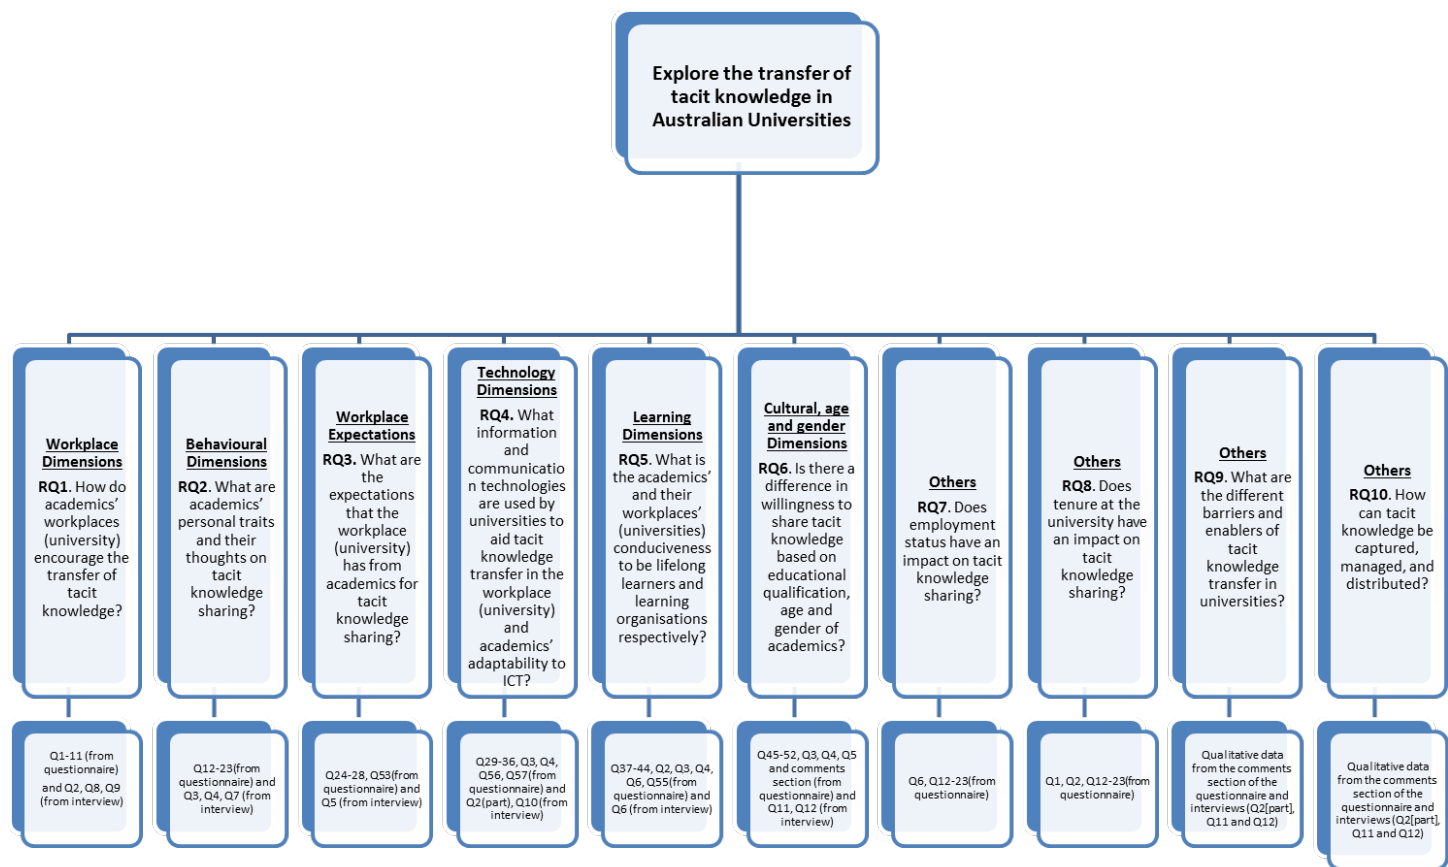 Explore the transfer of
tacit knowledge in
Australian Universities
Workplace
Dimensions
RQ1. How do
academics'
workplaces
(university)
encourage the
transfer of
tacit
knowledge?
Behavioural
Dimensions
RQ2. What are
academics'
personal traits
and their
thoughts on
tacit
knowledge
sharing?
Workplace
Expectations
RQ3. What are
the
expectations
that the
workplace
(university)
has from
academics for
tacit
knowledge
sharing?
Technology
Dimensions
RQ4. What
information
and
communicatio
n technologies
are used by
universities to
aid tacit
knowledge
transfer in the
workplace
(university)
and
academics'
adaptability to
ICT?
Learning
Dimensions
RQ5. What is
the academics'
and their
workplaces'
(universities)
conduciveness
to be lifelong
learners and
learning
organisations
respectively?
Cultural, age
and gender
Dimensions
RQ6. Is there a
difference in
willingness to
share tacit
knowledge
based on
educational
qualification,
age and
gender of
academics?
Others
RQ7. Does
employment
status have an
impact on tacit
knowledge
sharing?
Others
RQ8. Does
tenure at the
university have
an impact on
tacit
knowledge
sharing?
Others
RQ9. What are
the different
barriers and
enablers of
tacit
knowledge
transfer in
universities?
Others
RQ10. How
can tacit
knowledge be
captured,
managed, and
distributed?
Q1-11 (from
questionnaire)
and Q2, Q8, Q9
(from interview)
Q12-23(from
questionnaire) and
Q3, Q4, Q7 (from
interview)
Q24-28, Q53(from
questionnaire) and
Q5 (from interview)
Q29-36, Q3, Q4,
Q56, Q57(from
questionnaire) and
Q2(part), Q10(from
interview)
Q37-44, Q2, Q3, Q4,
Q6, Q55(from
questionnaire) and
Q6 (from interview)
Q45-52, Q3, Q4, Q5
and comments
section (from
questionnaire) and
Q11, Q12 (from
interview)
Q6, Q12-23(from
questionnaire)
Q1, Q2, Q12-23(from
questionnaire)
Qualitative data
from the comments
section of the
questionnaire and
interviews (Q2[part],
Q11 and Q12)
Qualitative data
from the comments
section of the
questionnaire and
interviews (Q2[part],
Q11 and Q12)